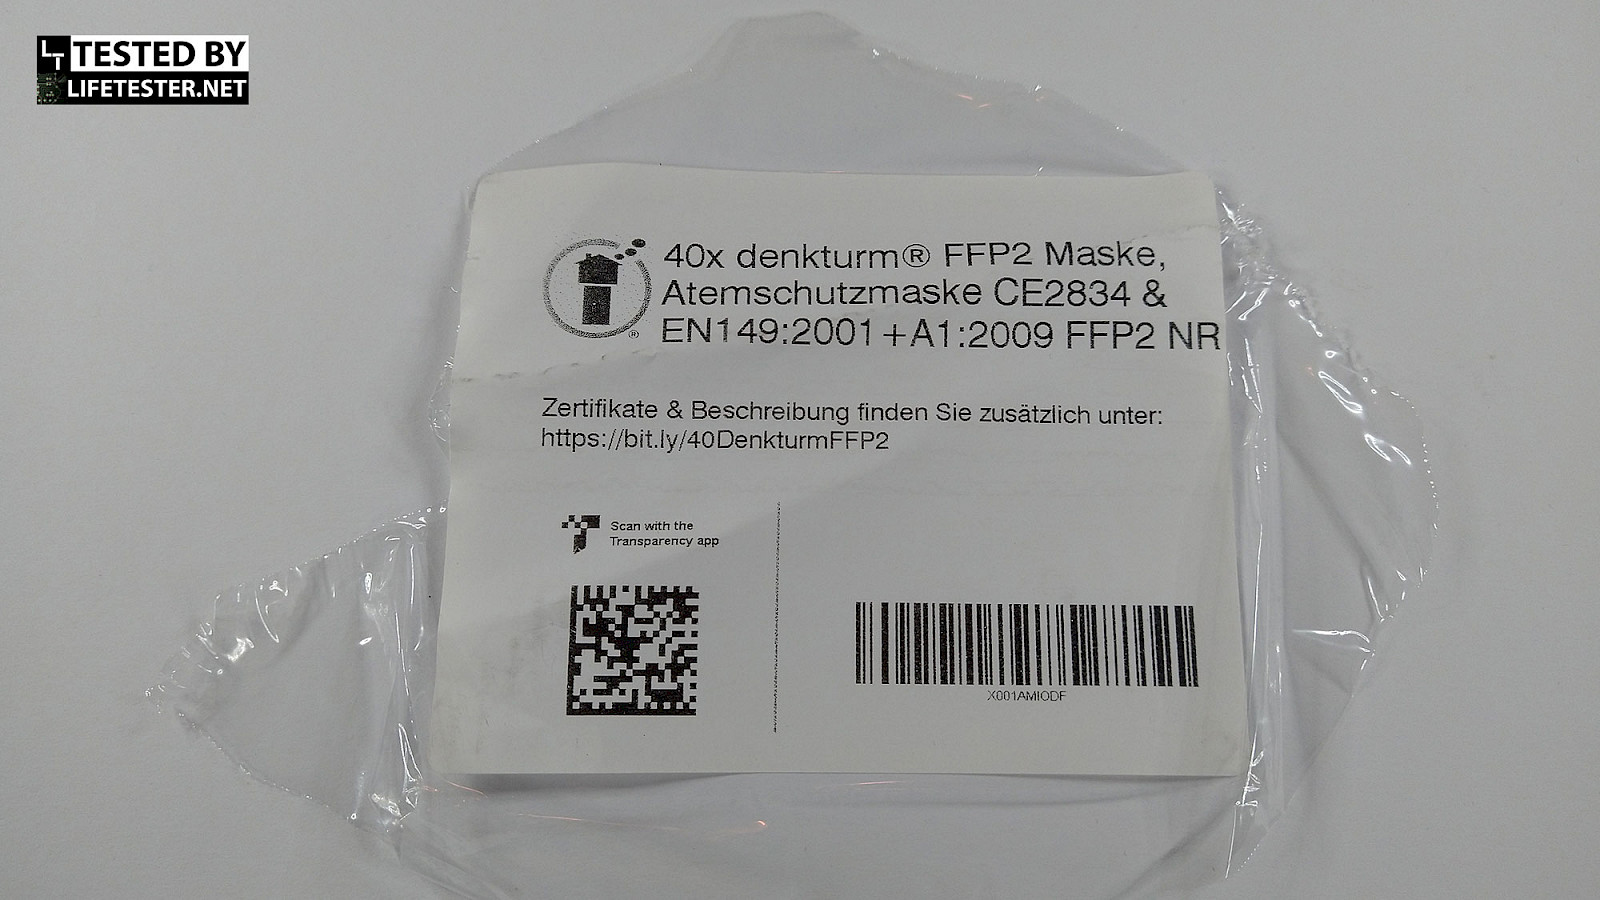 LT TESTED BY
LIFETESTER.NET
40x denkturm® FFP2 Maske,
Atemschutzmaske CE2834 &
EN149:2001+A1:2009 FFP2 NR
®
Zertifikate & Beschreibung finden Sie zusätzlich unter:
https://bit.ly/40DenkturmFFP2
Scan with the
Transparency app
X001AMIODF